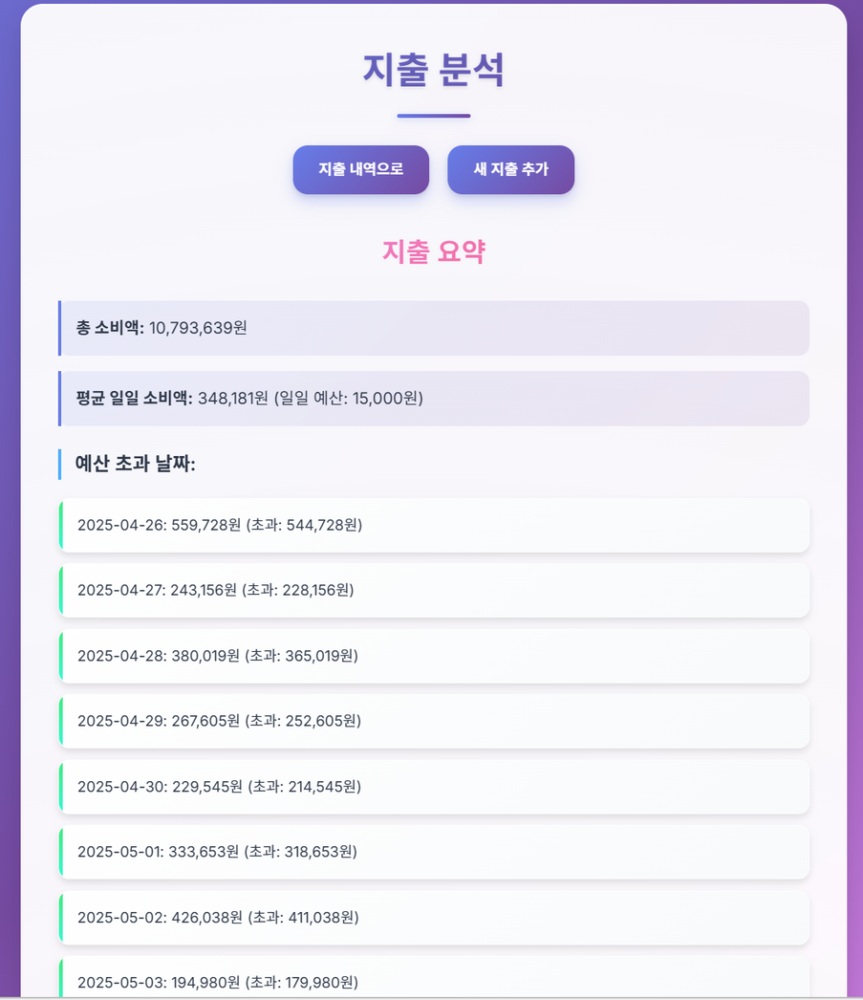 지출 분석
지출 내역으로
새 지출 추가
지출 요약
총 소비액: 10,793,639원
평균 일일 소비액: 348,181원 (일일 예산: 15,000원)
예산 초과 날짜:
2025-04-26: 559,728원 (초과: 544,728원)
2025-04-27: 243,156원 (초과: 228,156원)
2025-04-28: 380,019원 (초과: 365,019원)
2025-04-29: 267,605원 (초과: 252,605원)
2025-04-30: 229,545원 (초과: 214,545원)
2025-05-01: 333,653원 (초과: 318,653원)
2025-05-02: 426,038원 (초과: 411,038원)
2025-05-03: 194,980원 (초과: 179,980원)